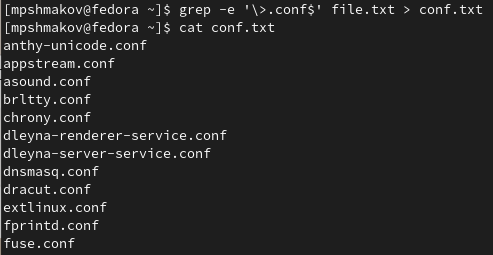 [mpshmakov@fedora ~]$ grep -e '\>.conf$' file.txt > conf.txt
[mpshmakov@fedora ~]$ cat conf.txt
anthy-unicode.conf
appstream.conf
asound.conf
brltty.conf
chrony.conf
dleyna-renderer-service.conf
dleyna-server-service.conf
dnsmasq.conf
dracut.conf
extlinux.conf
fprintd.conf
fuse.conf